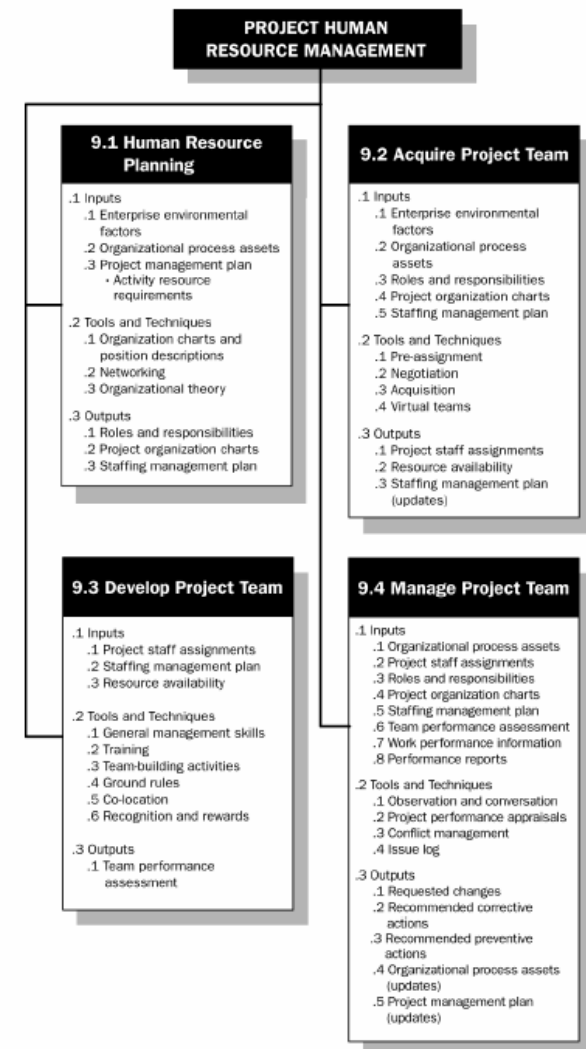 PROJECT HUMAN
RESOURCE MANAGEMENT
9.1 Human Resource
Planning
.1 Inputs
.1 Enterprise environmental
factors
.2 Organizational process assets
.3 Project management plan
• Activity resource
requirements
.2 Tools and Techniques
.1 Organization charts and
position descriptions
.2 Networking
.3 Organizational theory
.3 Outputs
.1 Roles and responsibilities
.2 Project organization charts
.3 Staffing management plan
9.2 Acquire Project Team
.1 Inputs
.1 Enterprise environmental
factors
.2 Organizational process
assets
.3 Roles and responsibilities
.4 Project organization charts
.5 Staffing management plan
.2 Tools and Techniques
.1 Pre-assignment
.2 Negotiation
.3 Acquisition
.4 Virtual teams
.3 Outputs
.1 Project staff assignments
.2 Resource availability
.3 Staffing management plan
(updates)
9.3 Develop Project Team
.1 Inputs
.1 Project staff assignments
.2 Staffing management plan
.3 Resource availability
.2 Tools and Techniques
.1 General management skills
.2 Training
.3 Team-building activities
.4 Ground rules
.5 Co-location
.6 Recognition and rewards
.3 Outputs
.1 Team performance
assessment
9.4 Manage Project Team
.1 Inputs
.1 Organizational process assets
.2 Project staff assignments
.3 Roles and responsibilities
.4 Project organization charts
.5 Staffing management plan
.6 Team performance assessment
.7 Work performance information
.8 Performance reports
.2 Tools and Techniques
.1 Observation and conversation
.2 Project performance appraisals
.3 Conflict management
.4 Issue log
.3 Outputs
.1 Requested changes
.2 Recommended corrective
actions
.3 Recommended preventive
actions
.4 Organizational process assets
(updates)
.5 Project management plan
(updates)